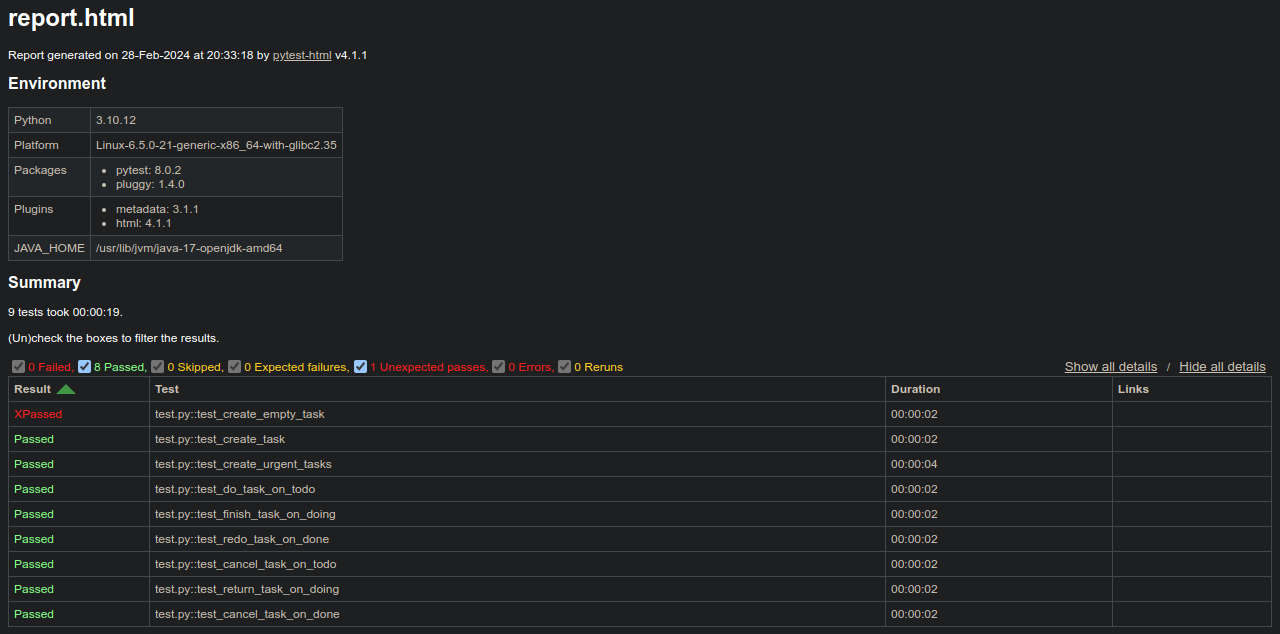 report.html
Report generated on 28-Feb-2024 at 20:33:18 by pytest-html v4.1.1
Environment
Python 3.10.12
Platform Linux-6.5.0-21-generic-x86_64-with-glibc2.35
Packages • pytest: 8.0.2
• pluggy: 1.4.0
Plugins • metadata: 3.1.1
• html: 4.1.1
JAVA_HOME /usr/lib/jvm/java-17-openjdk-amd64
Summary
9 tests took 00:00:19.
(Un)check the boxes to filter the results.
0 Failed, 8 Passed, 0 Skipped, 0 Expected failures, 1 Unexpected passes, 0 Errors, 0 Reruns Show all details / Hide all details
Result Test Duration Links
XPassed test.py::test_create_empty_task 00:00:02
Passed test.py::test_create_task 00:00:02
Passed test.py::test_create_urgent_tasks 00:00:04
Passed test.py::test_do_task_on_todo 00:00:02
Passed test.py::test_finish_task_on_doing 00:00:02
Passed test.py::test_redo_task_on_done 00:00:02
Passed test.py::test_cancel_task_on_todo 00:00:02
Passed test.py::test_return_task_on_doing 00:00:02
Passed test.py::test_cancel_task_on_done 00:00:02